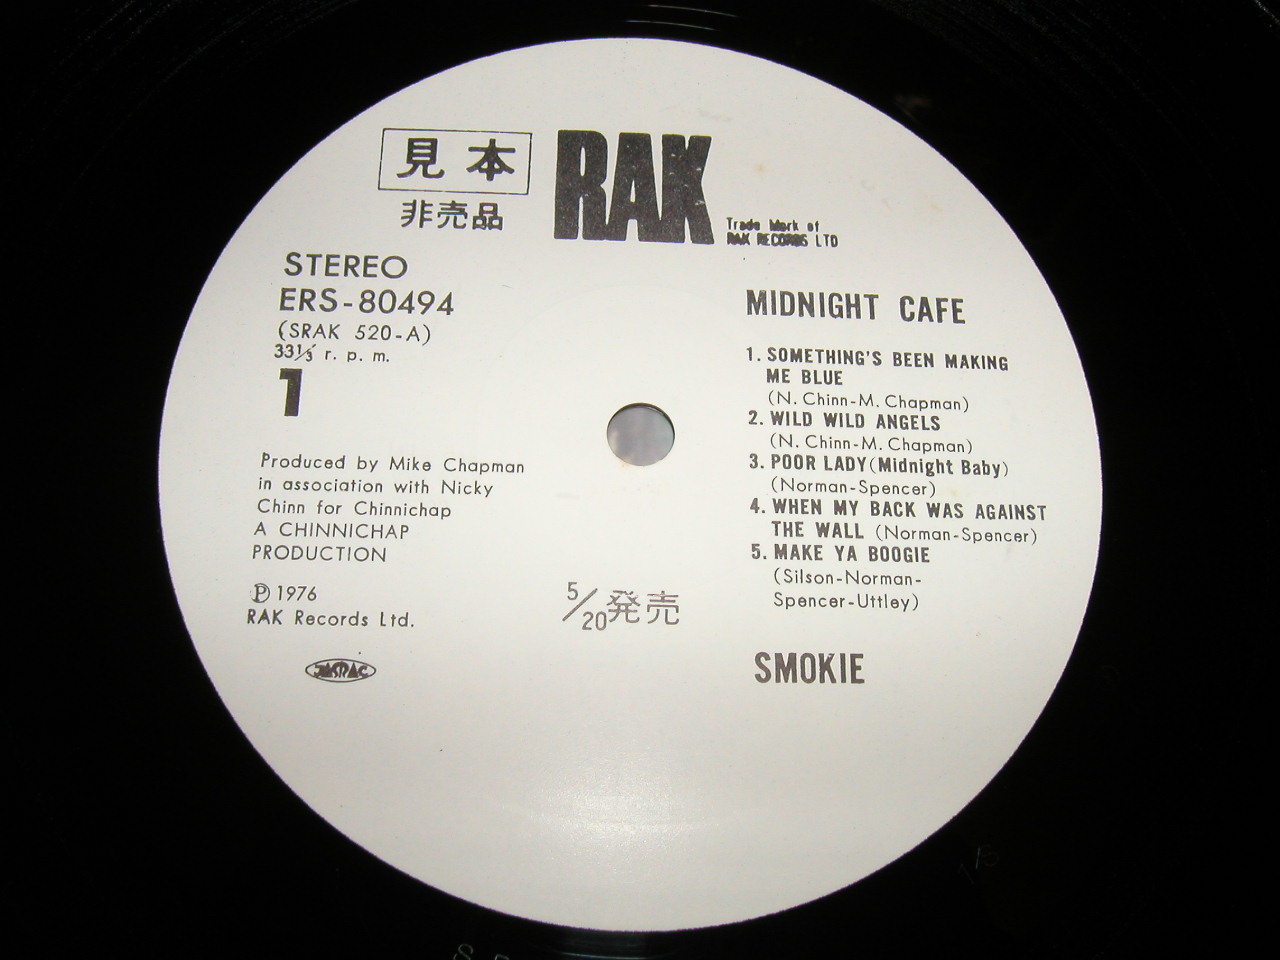 見本
非売品
RAK
Trade Mark of
RAK RECORDS LTD
STEREO
ERS-80494
(SRAK 520-A)
33⅓ r. p. m.
1
Produced by Mike Chapman
in association with Nicky
Chinn for Chinnichap
A CHINNICHAP
PRODUCTION
Ⓟ 1976
RAK Records Ltd.
JASRAC
5/20発売
MIDNIGHT CAFE
1. SOMETHING'S BEEN MAKING
ME BLUE
(N. Chinn-M. Chapman)
2. WILD WILD ANGELS
(N. Chinn-M. Chapman)
3. POOR LADY(Midnight Baby)
(Norman-Spencer)
4. WHEN MY BACK WAS AGAINST
THE WALL (Norman-Spencer)
5. MAKE YA BOOGIE
(Silson-Norman-
Spencer-Uttley)
SMOKIE